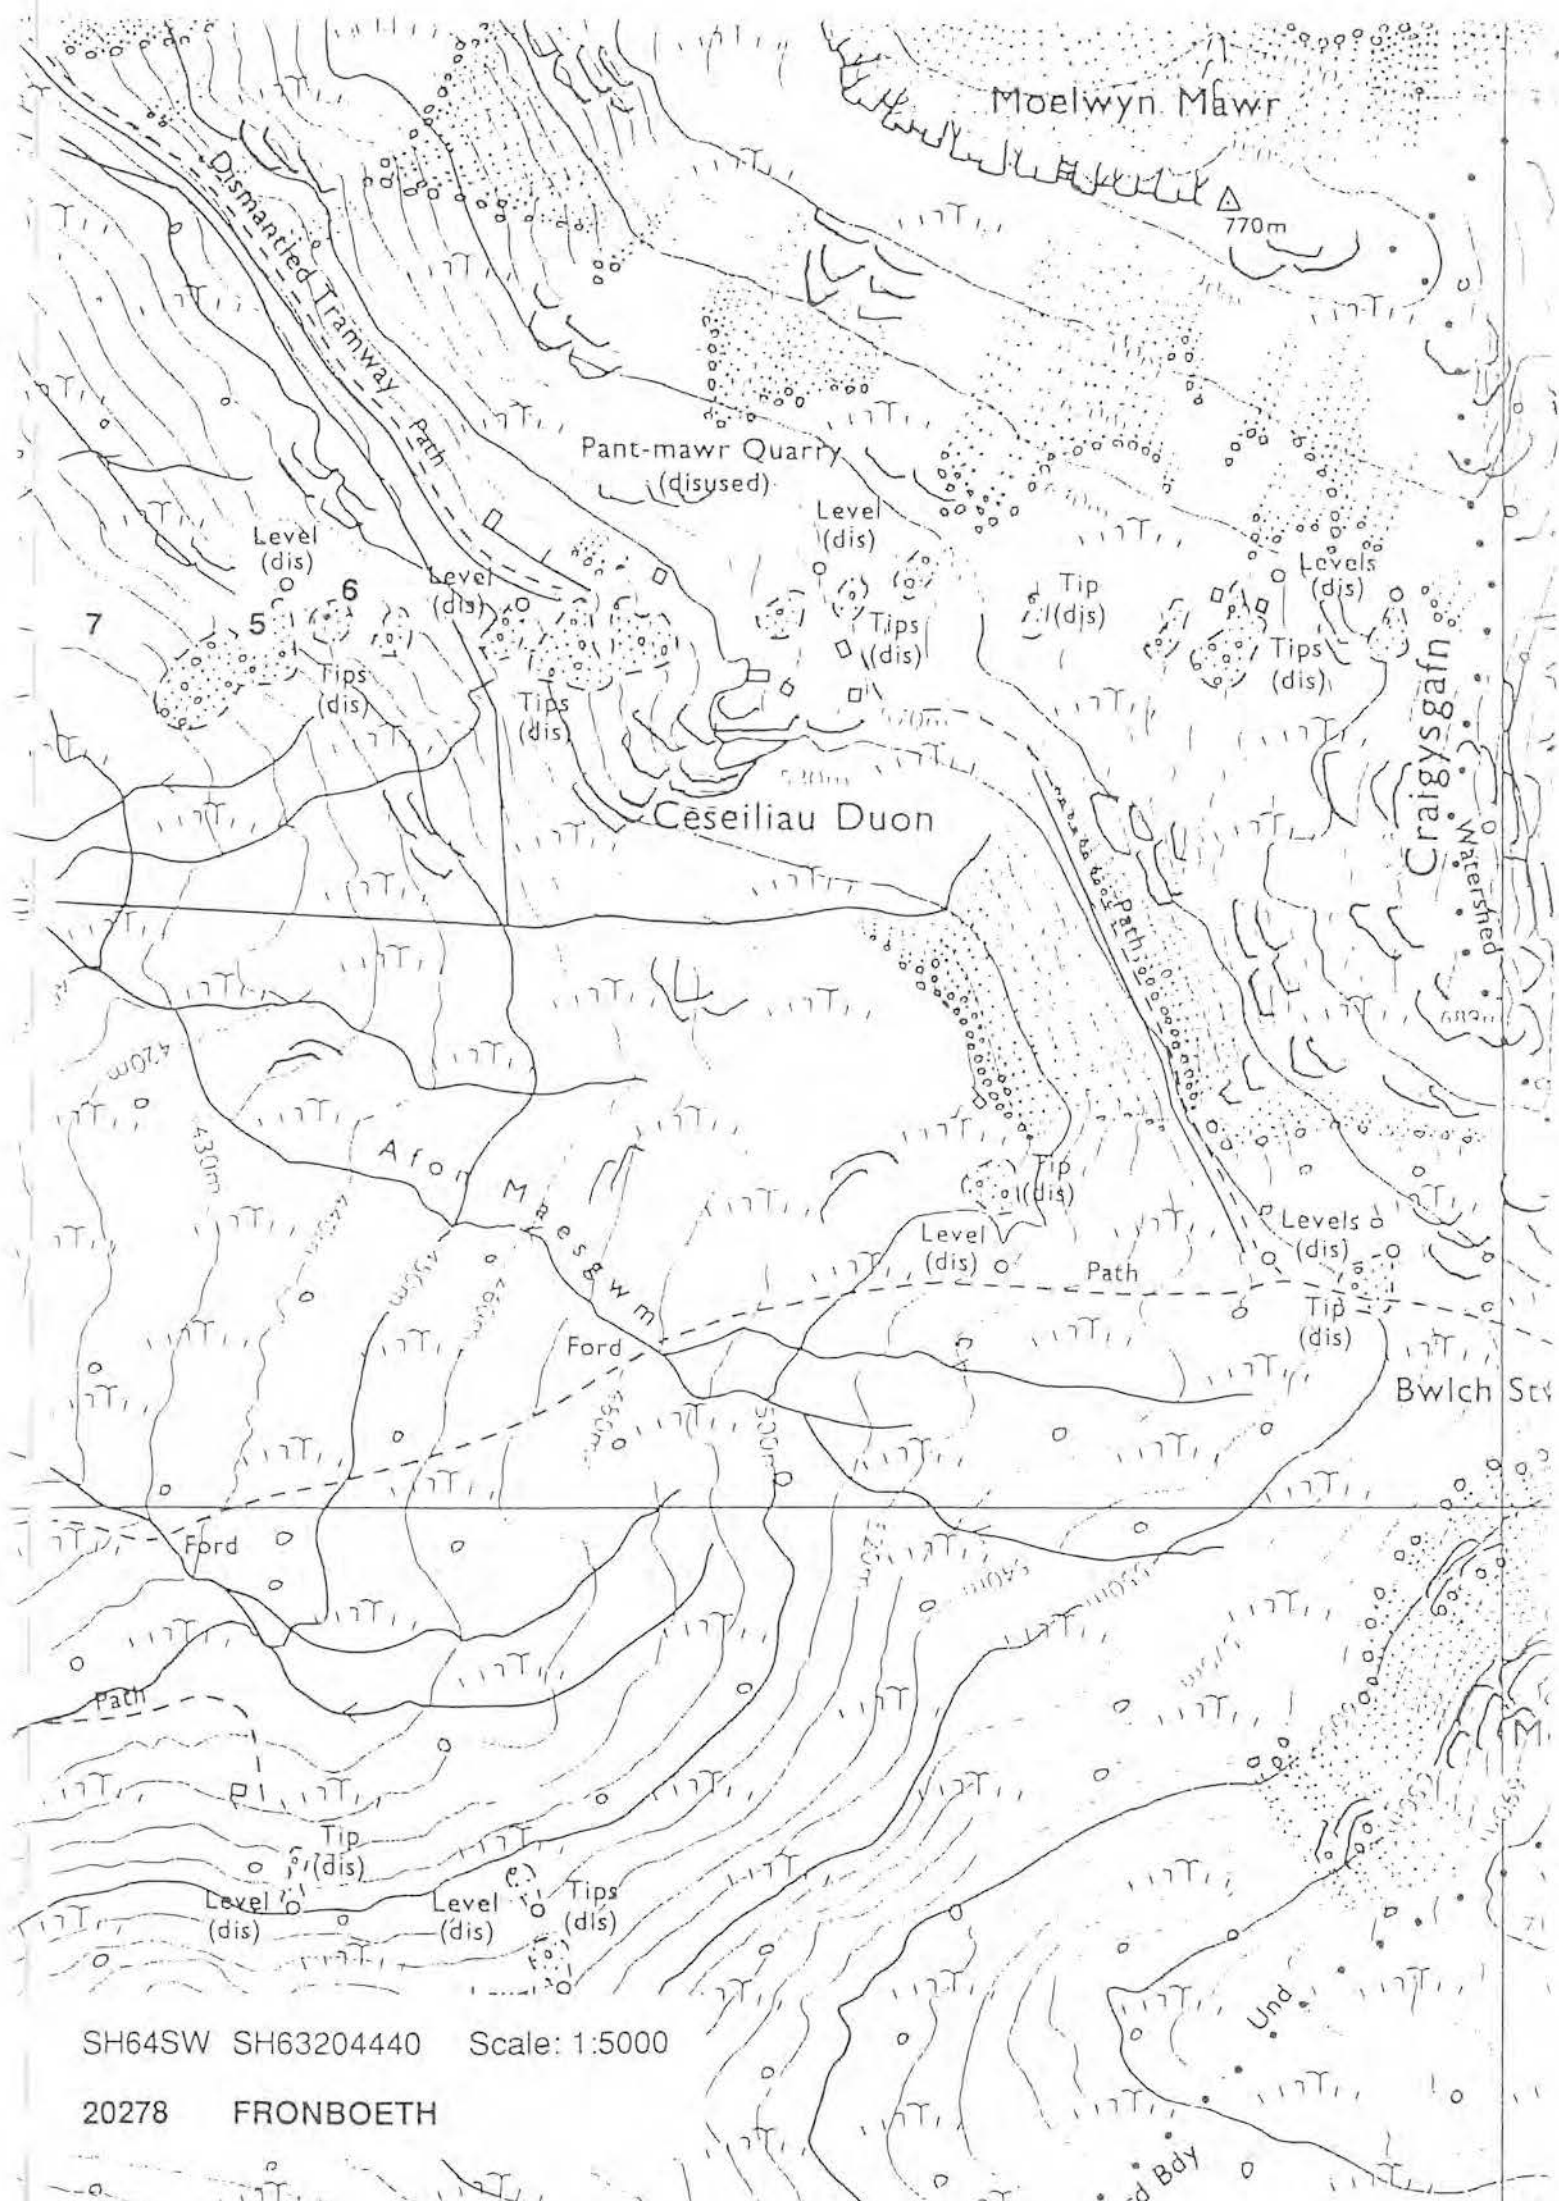 Moelwyn Mawr
770m
Dismantled Tramway
Path
Pant-mawr Quarry
(disused)
Level
(dis)
Level
(dis)
Level
(dis)
Levels
(dis)
Tip
(dis)
Tips
(dis)
Tips
(dis)
Tips
(dis)
Tips
(dis)
7
5
6
Craigysgafn
Watershed
Ceseiliau Duon
Path
420m
430m
Afon Maesgwm
Tip
(dis)
Level
(dis)
Levels
(dis)
Path
Tip
(dis)
Ford
Bwlch
500m
Ford
520m
Path
Tip
(dis)
Level
(dis)
Level
(dis)
Tips
(dis)
M
Und
Bdy
SH64SW SH63204440 Scale: 1:5000
20278 FRONBOETH